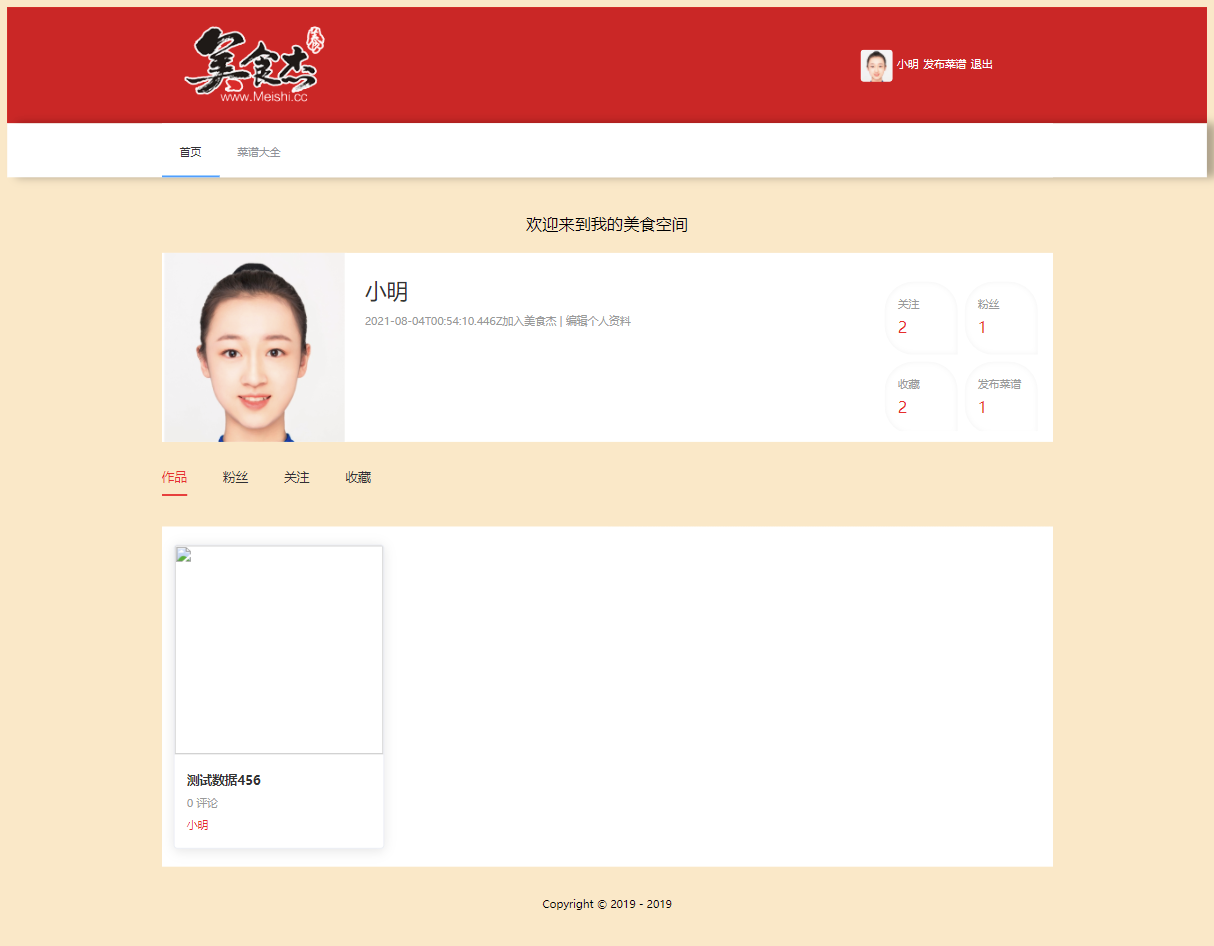 美食杰
www.Meishi.cc
小明 发布菜谱 退出
首页 菜谱大全
欢迎来到我的美食空间
小明
2021-08-04T00:54:10.446Z加入美食杰 | 编辑个人资料
关注 粉丝
2 1
收藏 发布菜谱
2 1
作品 粉丝 关注 收藏
测试数据456
0 评论
小明
Copyright © 2019 - 2019